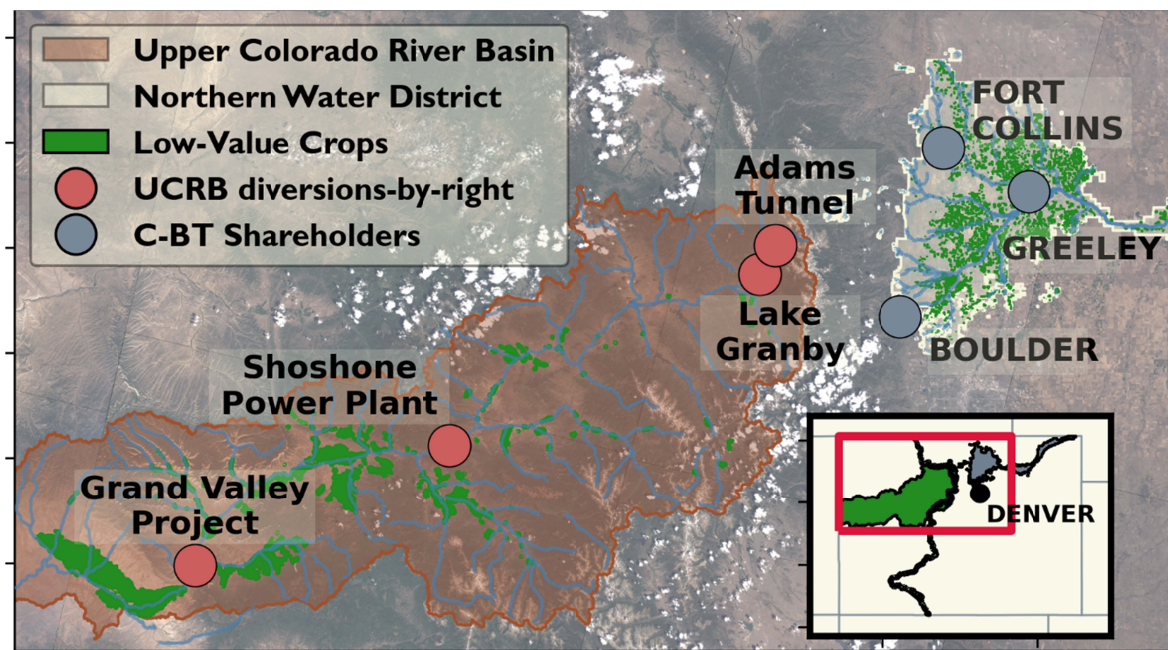 Upper Colorado River Basin
Northern Water District
Low-Value Crops
UCRB diversions-by-right
C-BT Shareholders
FORT
COLLINS
Adams
Tunnel
GREELEY
Lake
Granby
BOULDER
Shoshone
Power Plant
Grand Valley
Project
DENVER